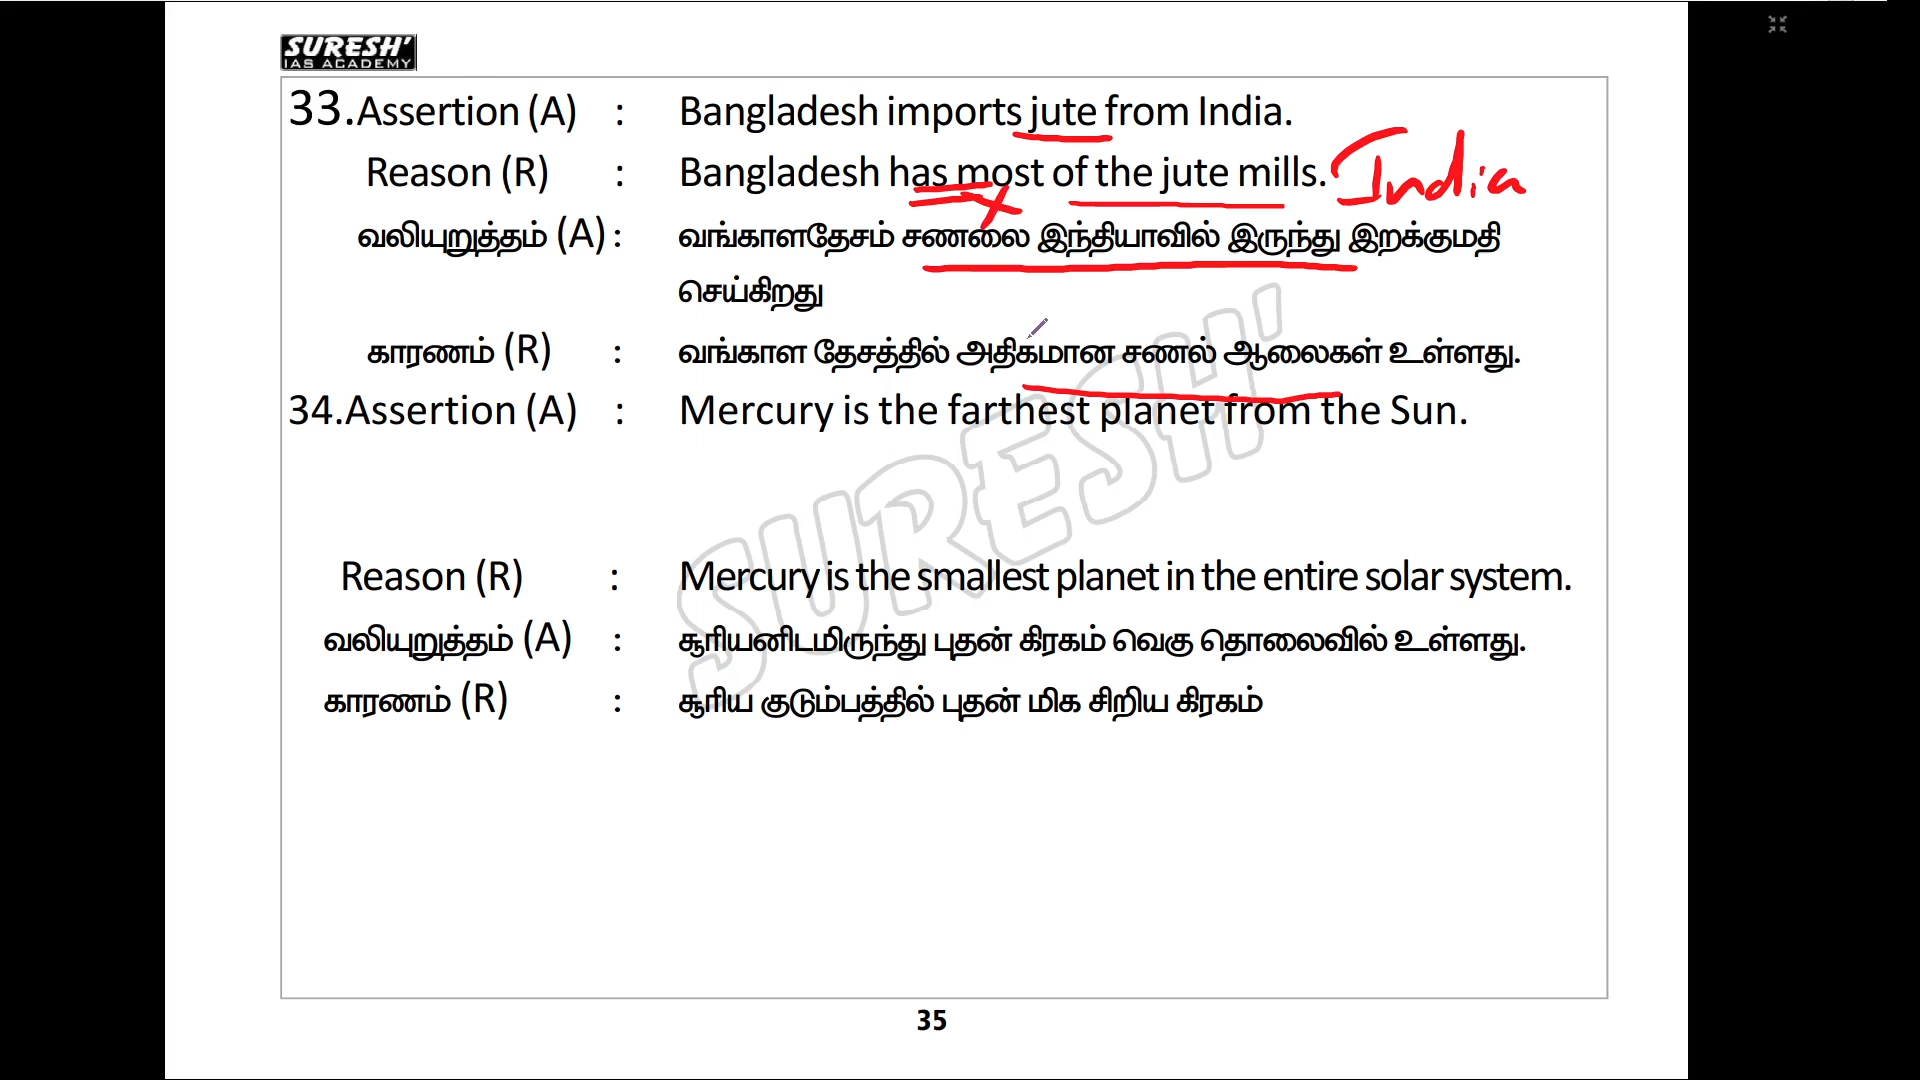 SURESH'
IAS ACADEMY
33.Assertion (A) : Bangladesh imports jute from India.
Reason (R) : Bangladesh has most of the jute mills. India
வலியுறுத்தம் (A) : வங்காளதேசம் சணலை இந்தியாவில் இருந்து இறக்குமதி
செய்கிறது
காரணம் (R) : வங்காள தேசத்தில் அதிகமான சணல் ஆலைகள் உள்ளது.
34.Assertion (A) : Mercury is the farthest planet from the Sun.
SURESH'
Reason (R) : Mercury is the smallest planet in the entire solar system.
வலியுறுத்தம் (A) : சூரியனிடமிருந்து புதன் கிரகம் வெகு தொலைவில் உள்ளது.
காரணம் (R) : சூரிய குடும்பத்தில் புதன் மிக சிறிய கிரகம்
35